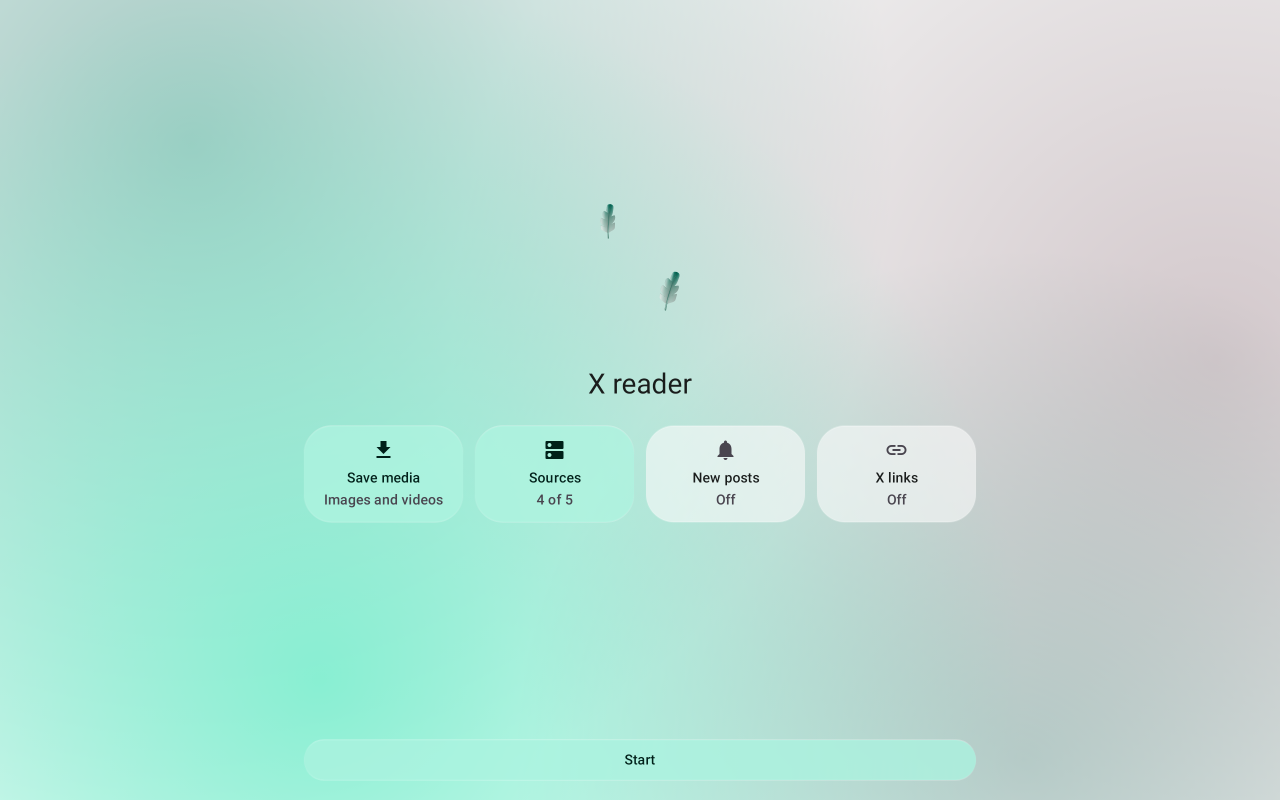 X reader
Save media
Images and videos
Sources
4 of 5
New posts
Off
X links
Off
Start